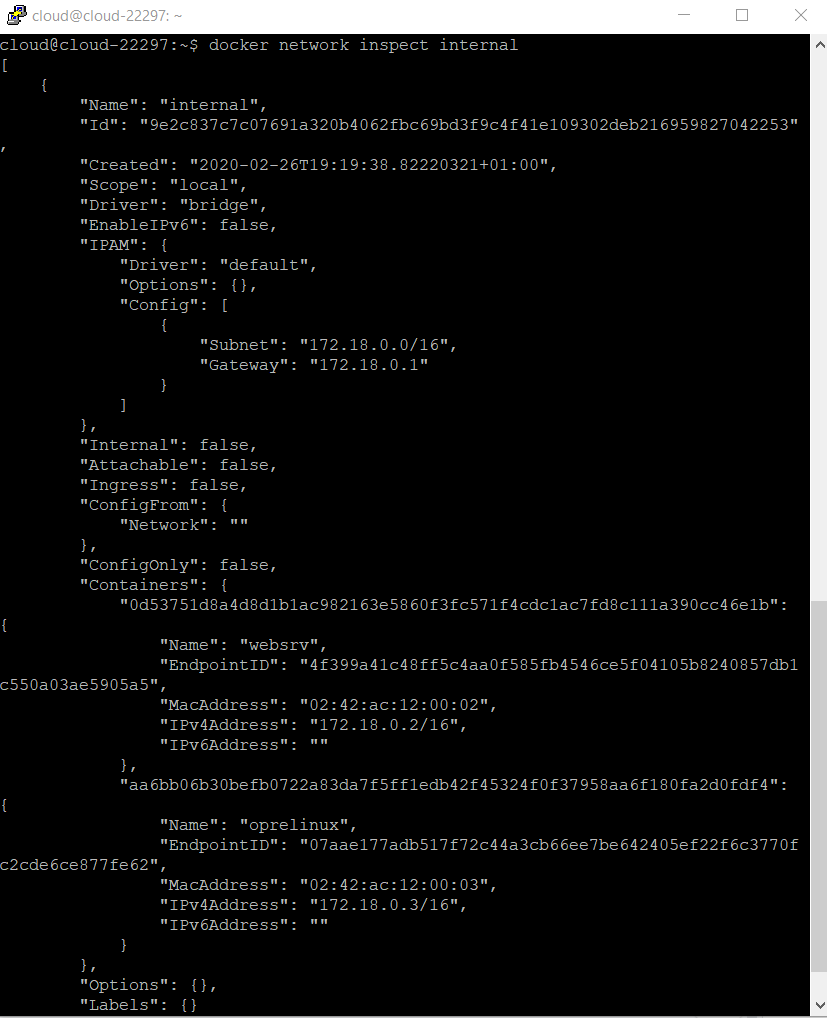 cloud@cloud-22297: ~
cloud@cloud-22297:~$ docker network inspect internal
[
    {
        "Name": "internal",
        "Id": "9e2c837c7c07691a320b4062fbc69bd3f9c4f41e109302deb216959827042253"
,
        "Created": "2020-02-26T19:19:38.82220321+01:00",
        "Scope": "local",
        "Driver": "bridge",
        "EnableIPv6": false,
        "IPAM": {
            "Driver": "default",
            "Options": {},
            "Config": [
                {
                    "Subnet": "172.18.0.0/16",
                    "Gateway": "172.18.0.1"
                }
            ]
        },
        "Internal": false,
        "Attachable": false,
        "Ingress": false,
        "ConfigFrom": {
            "Network": ""
        },
        "ConfigOnly": false,
        "Containers": {
            "0d53751d8a4d8d1b1ac982163e5860f3fc571f4cdc1ac7fd8c111a390cc46e1b":
{
                "Name": "websrv",
                "EndpointID": "4f399a41c48ff5c4aa0f585fb4546ce5f04105b8240857db1
c550a03ae5905a5",
                "MacAddress": "02:42:ac:12:00:02",
                "IPv4Address": "172.18.0.2/16",
                "IPv6Address": ""
            },
            "aa6bb06b30befb0722a83da7f5ff1edb42f45324f0f37958aa6f180fa2d0fdf4":
{
                "Name": "oprelinux",
                "EndpointID": "07aae177adb517f72c44a3cb66ee7be642405ef22f6c3770f
c2cde6ce877fe62",
                "MacAddress": "02:42:ac:12:00:03",
                "IPv4Address": "172.18.0.3/16",
                "IPv6Address": ""
            }
        },
        "Options": {},
        "Labels": {}